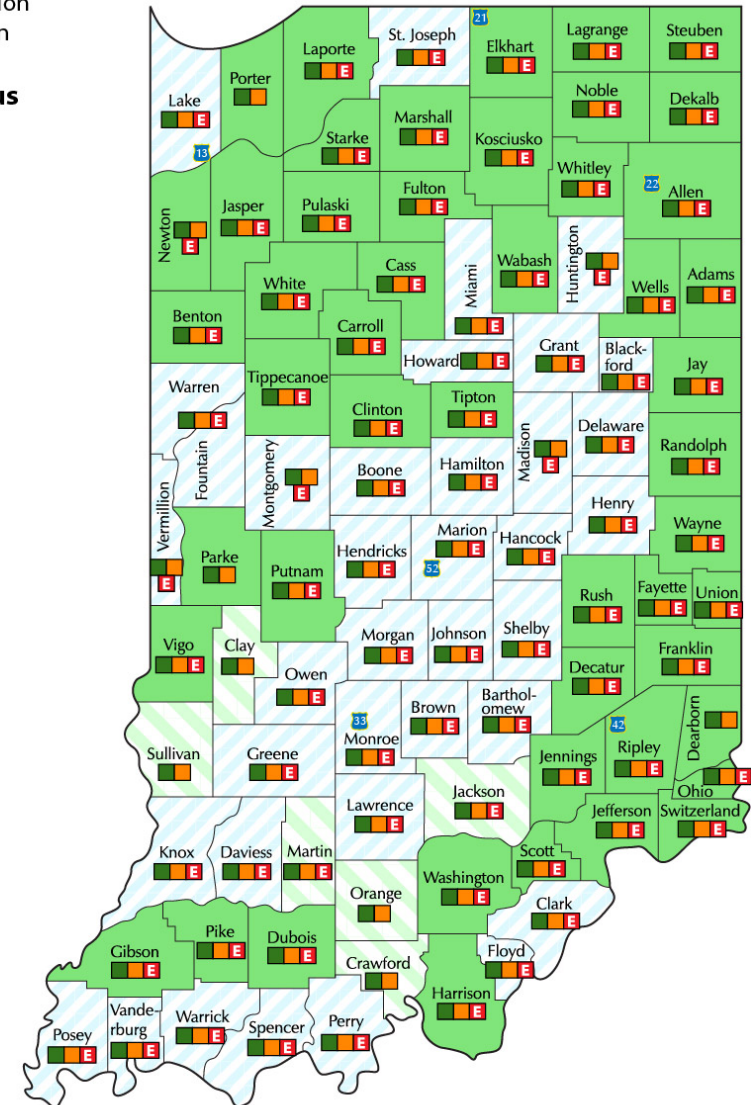 on
n
us
21
St. Joseph
Lagrange
Steuben
Laporte
E
Elkhart
E
E
E
Porter
E
Noble
Dekalb
Lake
E
E
E
Marshall
E
Kosciusko
Starke
E
E
13
Whitley
E
22
Allen
E
Fulton
E
Jasper
E
Pulaski
E
Newton
E
Cass
E
Wabash
E
Huntington
E
Miami
E
Adams
E
White
E
Wells
E
Benton
E
Carroll
E
Howard
E
Grant
E
Black-
ford
E
Jay
E
Tippecanoe
E
Warren
E
Tipton
E
Clinton
E
Delaware
E
Madison
E
Randolph
E
Fountain
Montgomery
E
Boone
E
Hamilton
E
Vermillion
E
Henry
E
Wayne
E
Marion
E
52
Hancock
E
Hendricks
E
Parke
Putnam
E
Rush
E
Fayette
E
Union
E
Vigo
E
Clay
Morgan
E
Johnson
E
Shelby
E
Franklin
E
Decatur
E
Owen
E
Brown
E
Barthol-
omew
E
33
Monroe
E
42
Ripley
E
Dearborn
Sullivan
Greene
E
Jennings
E
E
Ohio
Jackson
E
Lawrence
E
Jefferson
E
Switzerland
E
Knox
E
Daviess
E
Martin
E
Scott
E
Washington
E
Orange
Clark
E
Pike
E
Dubois
E
Gibson
E
Floyd
E
Crawford
Harrison
E
Vande-
rburg
E
Warrick
E
Perry
E
Spencer
E
Posey
E